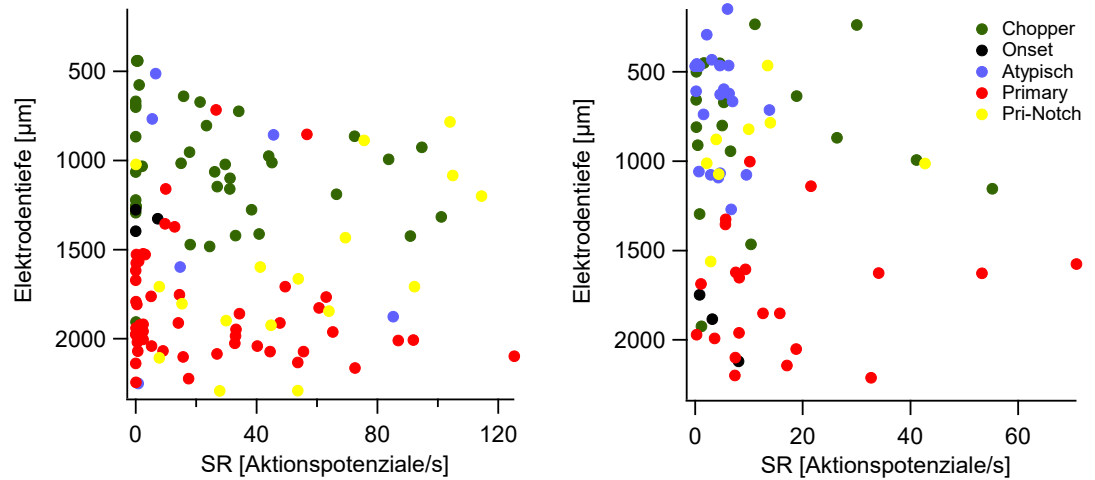 500
1000
1500
2000
Elektrodentiefe [µm]
0
40
80
120
SR [Aktionspotenziale/s]
500
1000
1500
2000
Elektrodentiefe [µm]
0
20
40
60
SR [Aktionspotenziale/s]
Chopper
Onset
Atypisch
Primary
Pri-Notch